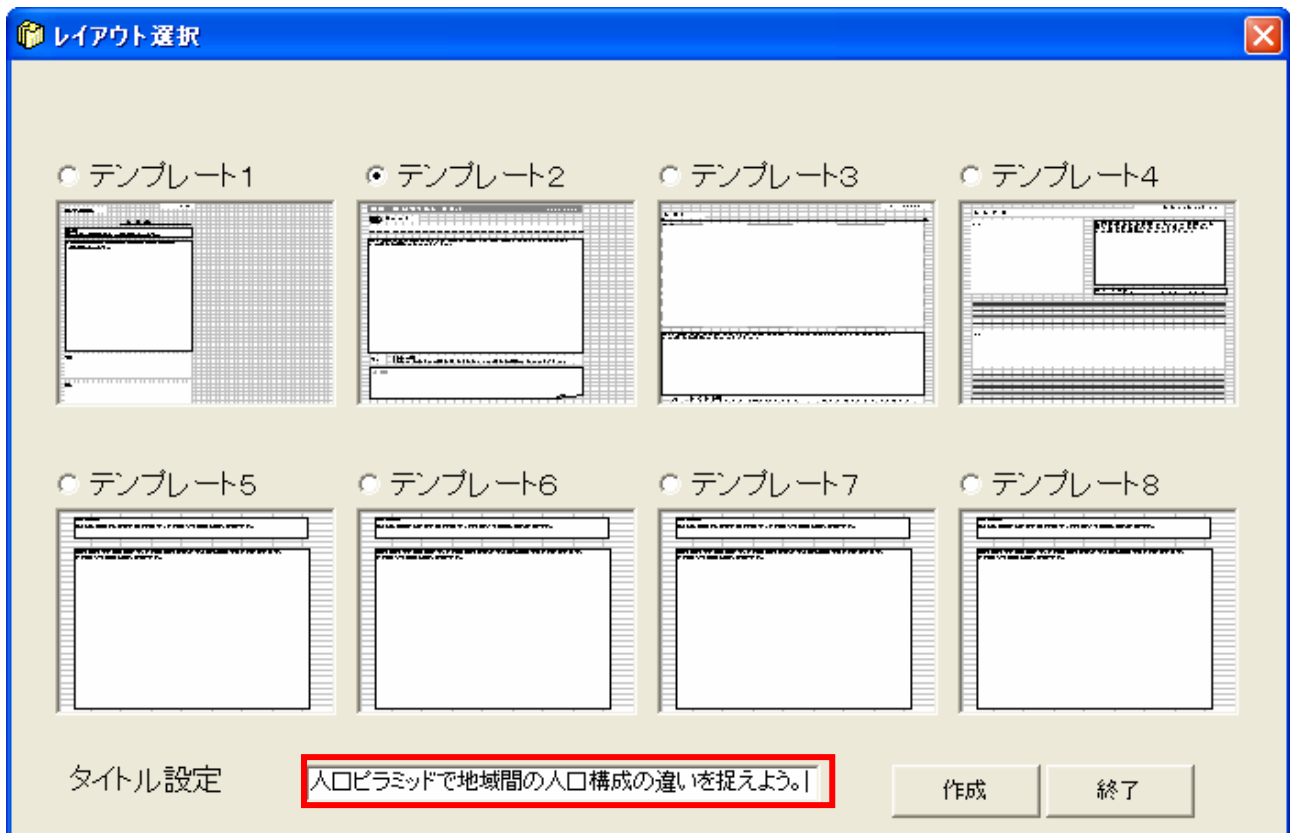 レイアウト選択
テンプレート1 テンプレート2 テンプレート3 テンプレート4
テンプレート5 テンプレート6 テンプレート7 テンプレート8
タイトル設定 人口ピラミッドで地域間の人口構成の違いを捉えよう。 作成 終了